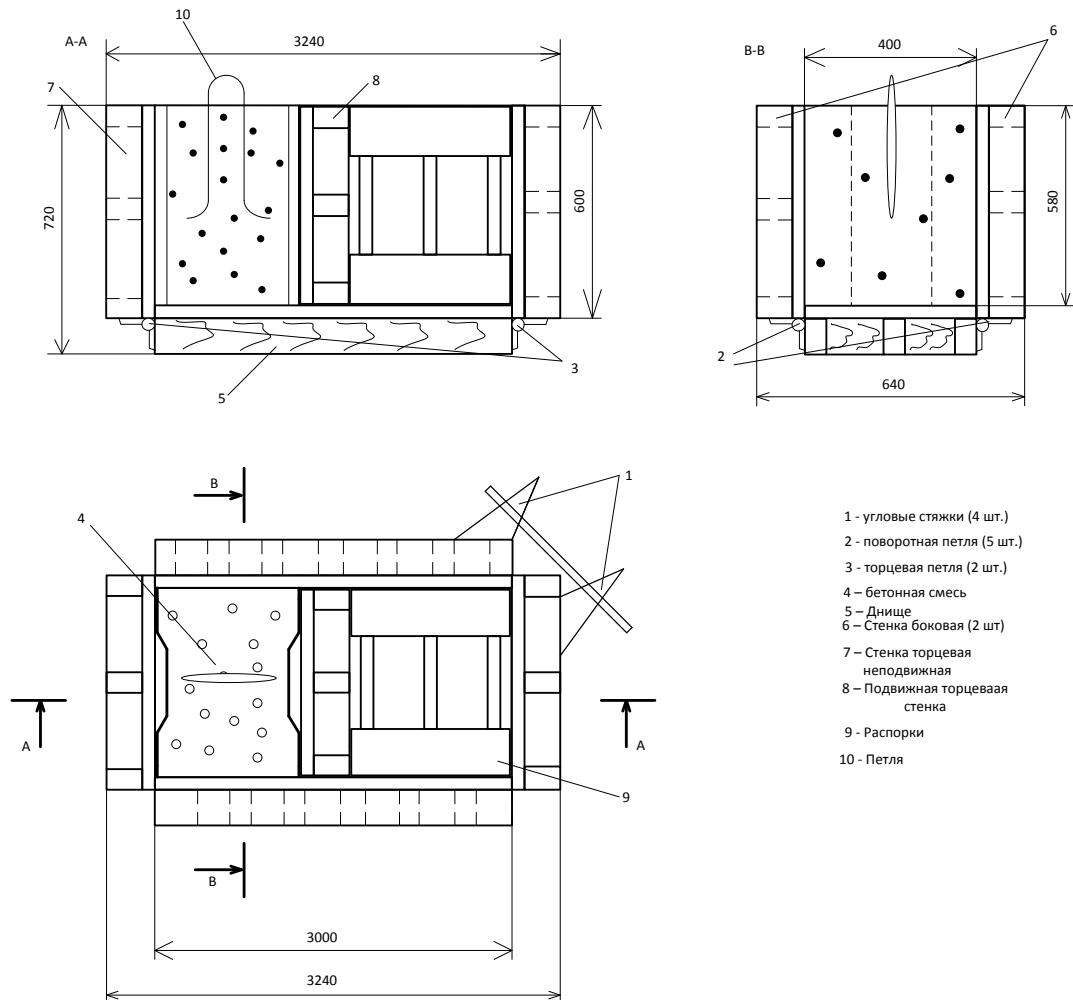 10
A-A
3240
B-B
400
6
7
8
720
600
580
3
5
2
640
В
1
4
1 - угловые стяжки (4 шт.)
2 - поворотная петля (5 шт.)
3 - торцевая петля (2 шт.)
4 – бетонная смесь
5 – Днище
6 – Стенка боковая (2 шт)
7 – Стенка торцевая
неподвижная
8 – Подвижная торцеваая
стенка
9 - Распорки
10 - Петля
А
А
9
В
3000
3240